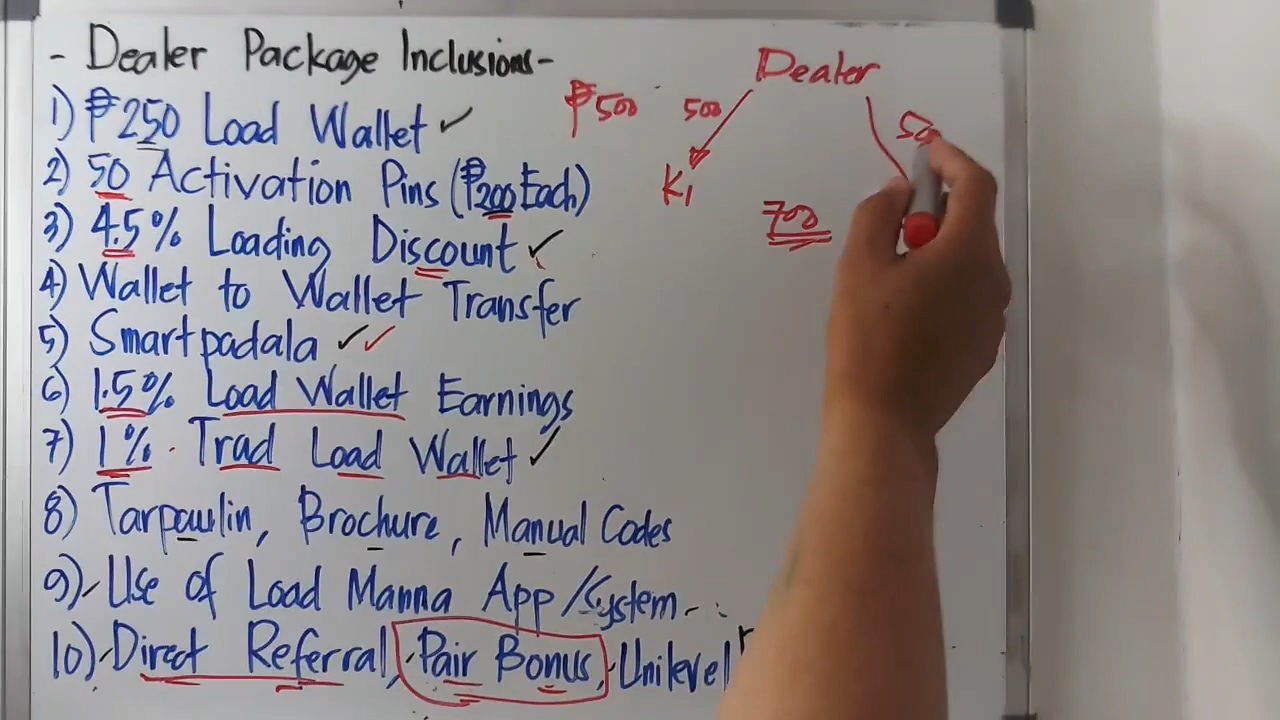 - Dealer Package Inclusions-
1) ₱250 Load Wallet ✓
2) 50 Activation Pins (₱200 Each)
3) 4.5% Loading Discount ✓
4) Wallet to Wallet Transfer
5) Smartpadala ✓✓
6) 1.5% Load Wallet Earnings
7) 1% Trad Load Wallet ✓
8) Tarpaulin, Brochure, Manual Codes
9) Use of Load Manna App/System
10) Direct Referral, Pair Bonus, Unilevel
Dealer
₱500 500
K1
700